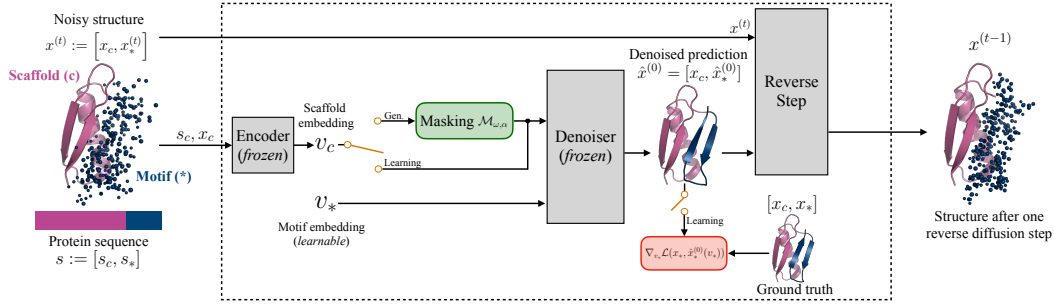 Noisy structure
x^{(t)} := [x_c, x_*^{(t)}]
Scaffold (c)
Motif (*)
Protein sequence
s := [s_c, s_*]
s_c, x_c
Encoder
(frozen)
Scaffold
embedding
v_c
Gen.
Learning
Masking M_{ω,α}
v_*
Motif embedding
(learnable)
Denoiser
(frozen)
Denoised prediction
x̂^{(0)} = [x_c, x̂_*^{(0)}]
Learning
∇_{v_*} L(x_*, x̂_*^{(0)}(v_*))
x^{(t)}
Reverse
Step
[x_c, x_*]
Ground truth
x^{(t-1)}
Structure after one
reverse diffusion step